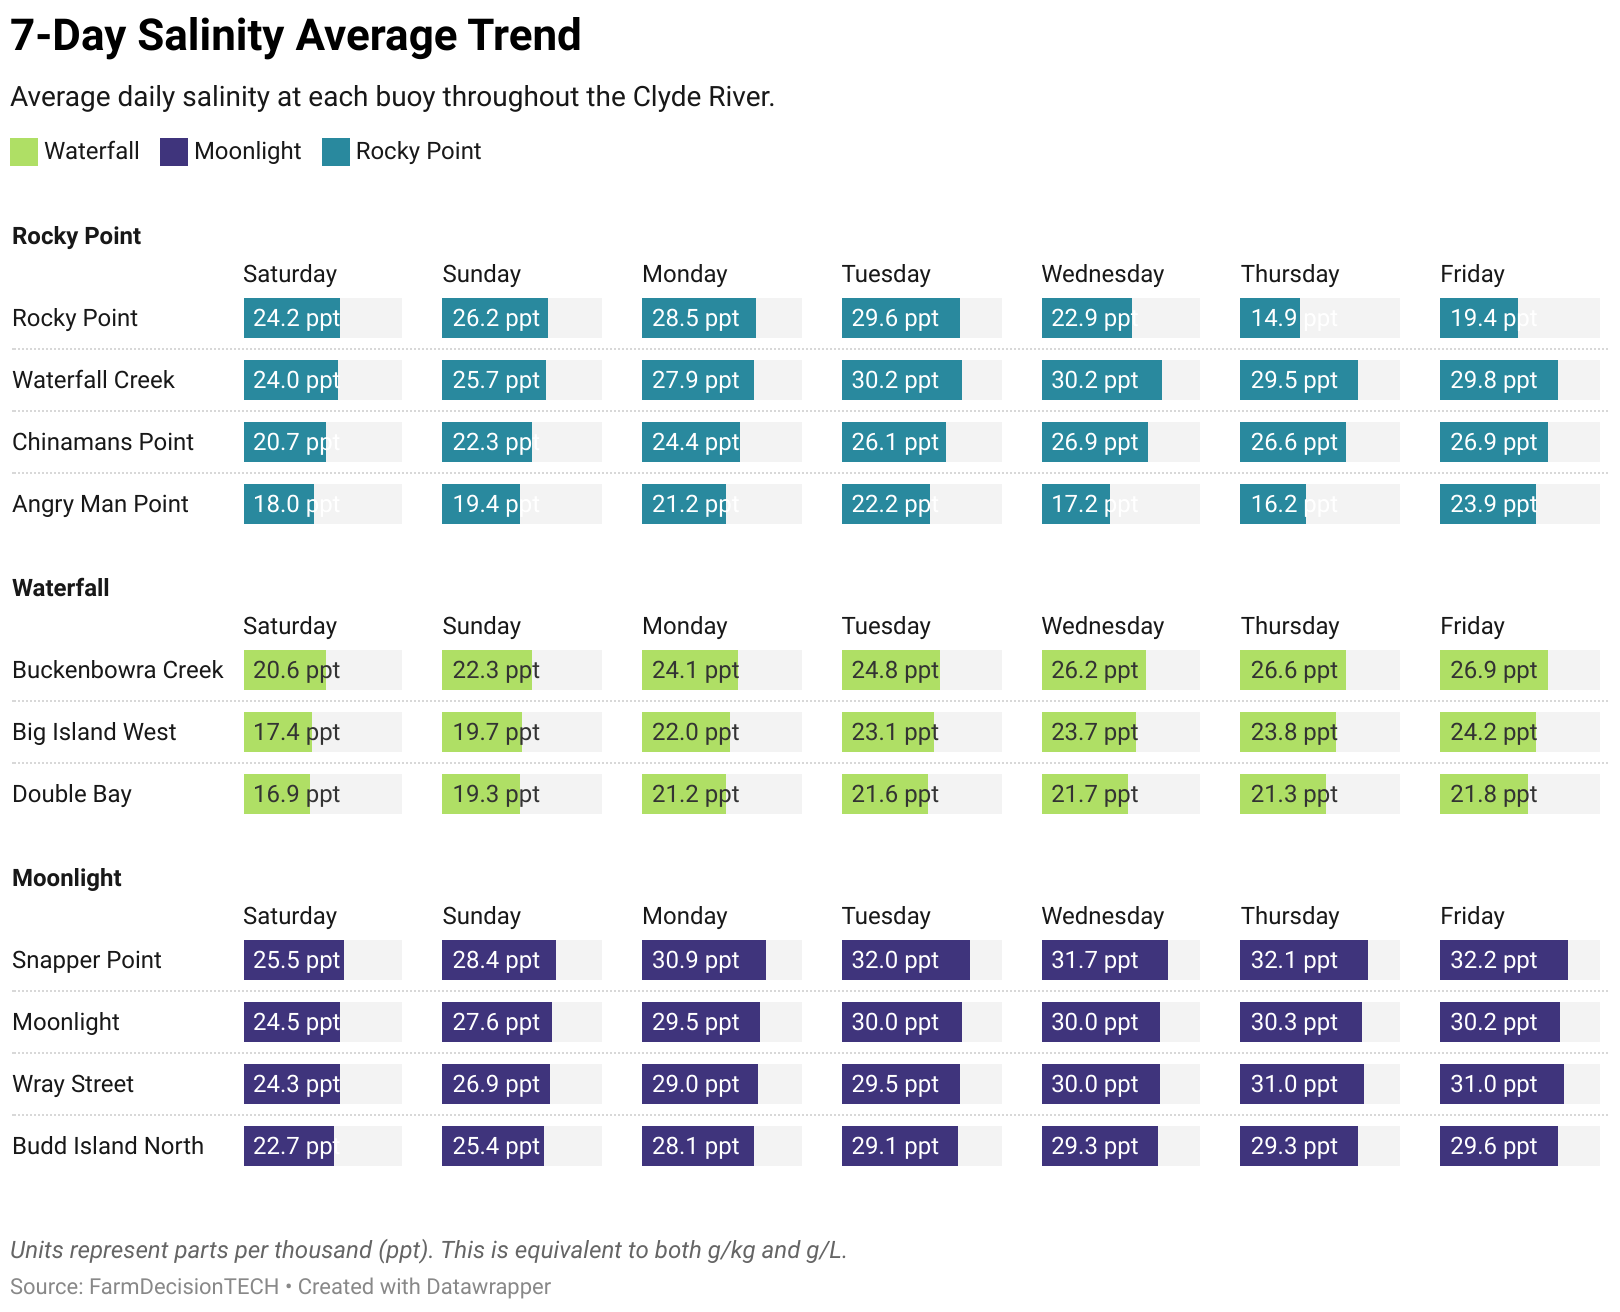 7-Day Salinity Average Trend
Average daily salinity at each buoy throughout the Clyde River.
Waterfall Moonlight Rocky Point
Rocky Point
Saturday Sunday Monday Tuesday Wednesday Thursday Friday
Rocky Point 24.2 ppt 26.2 ppt 28.5 ppt 29.6 ppt 22.9 ppt 14.9 ppt 19.4 ppt
Waterfall Creek 24.0 ppt 25.7 ppt 27.9 ppt 30.2 ppt 30.2 ppt 29.5 ppt 29.8 ppt
Chinamans Point 20.7 ppt 22.3 ppt 24.4 ppt 26.1 ppt 26.9 ppt 26.6 ppt 26.9 ppt
Angry Man Point 18.0 ppt 19.4 ppt 21.2 ppt 22.2 ppt 17.2 ppt 16.2 ppt 23.9 ppt
Waterfall
Saturday Sunday Monday Tuesday Wednesday Thursday Friday
Buckenbowra Creek 20.6 ppt 22.3 ppt 24.1 ppt 24.8 ppt 26.2 ppt 26.6 ppt 26.9 ppt
Big Island West 17.4 ppt 19.7 ppt 22.0 ppt 23.1 ppt 23.7 ppt 23.8 ppt 24.2 ppt
Double Bay 16.9 ppt 19.3 ppt 21.2 ppt 21.6 ppt 21.7 ppt 21.3 ppt 21.8 ppt
Moonlight
Saturday Sunday Monday Tuesday Wednesday Thursday Friday
Snapper Point 25.5 ppt 28.4 ppt 30.9 ppt 32.0 ppt 31.7 ppt 32.1 ppt 32.2 ppt
Moonlight 24.5 ppt 27.6 ppt 29.5 ppt 30.0 ppt 30.0 ppt 30.3 ppt 30.2 ppt
Wray Street 24.3 ppt 26.9 ppt 29.0 ppt 29.5 ppt 30.0 ppt 31.0 ppt 31.0 ppt
Budd Island North 22.7 ppt 25.4 ppt 28.1 ppt 29.1 ppt 29.3 ppt 29.3 ppt 29.6 ppt
Units represent parts per thousand (ppt). This is equivalent to both g/kg and g/L.
Source: FarmDecisionTECH • Created with Datawrapper